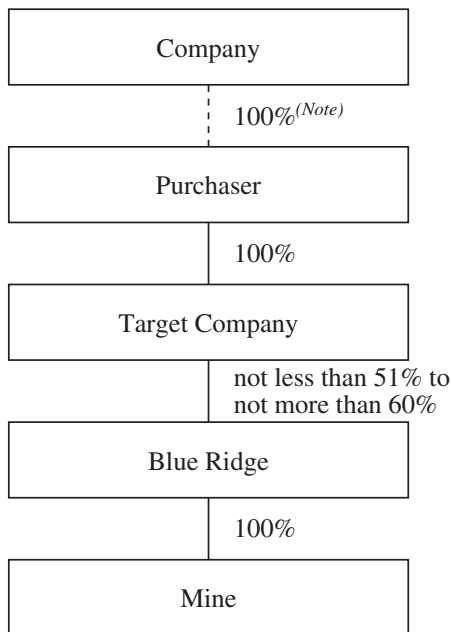 Company
100%(Note)
Purchaser
100%
Target Company
not less than 51% to
not more than 60%
Blue Ridge
100%
Mine